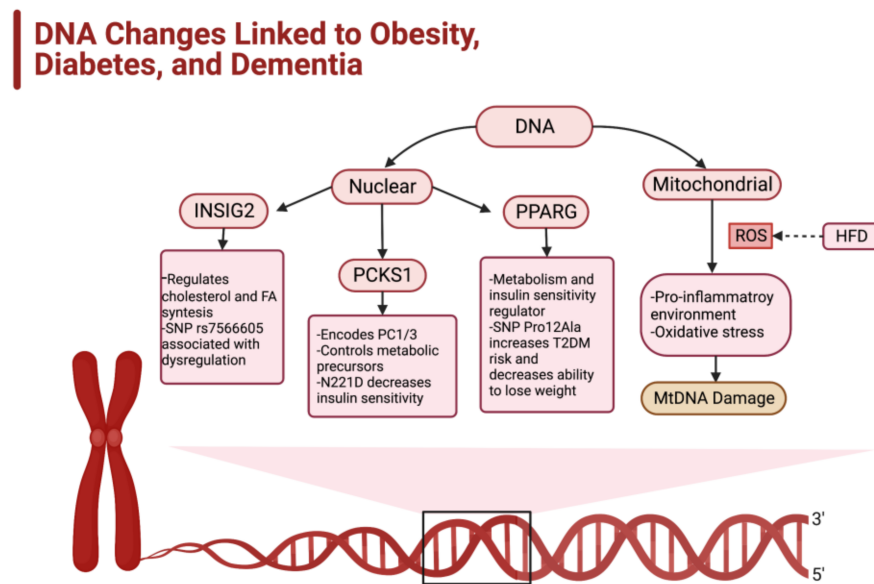 DNA Changes Linked to Obesity,
Diabetes, and Dementia
DNA
Nuclear
Mitochondrial
INSIG2
PPARG
ROS
HFD
PCKS1
-Regulates
cholesterol and FA
syntesis
-SNP rs7566605
associated with
dysregulation
-Encodes PC1/3
-Controls metabolic
precursors
-N221D decreases
insulin sensitivity
-Metabolism and
insulin sensitivity
regulator
-SNP Pro12Ala
increases T2DM
risk and
decreases ability
to lose weight
-Pro-inflammatroy
environment
-Oxidative stress
MtDNA Damage
3'
5'